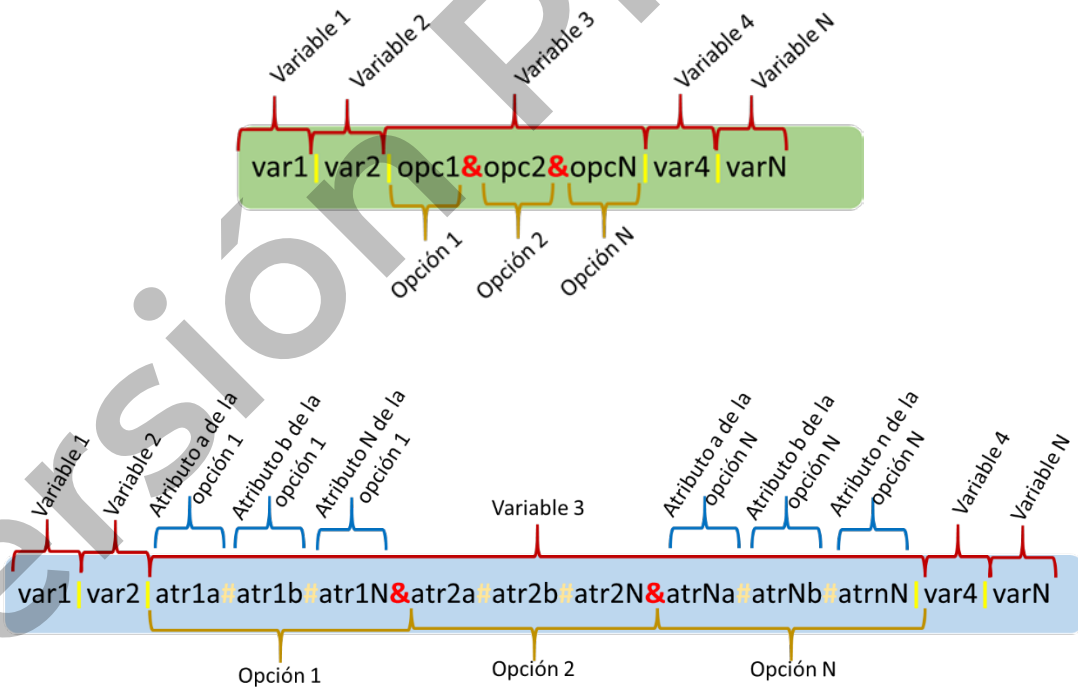 Variable 1
Variable 2
Variable 3
Variable 4
Variable N
var1|var2|opc1&opc2&opcN|var4|varN
Opción 1
Opción 2
Opción N
Variable 1
Variable 2
Atributo a de la
opción 1
Atributo b de la
opción 1
Atributo N de la
opción 1
Variable 3
Atributo a de la
opción N
Atributo b de la
opción N
Atributo n de la
opción N
Variable 4
Variable N
var1|var2|atr1a#atr1b#atr1N&atr2a#atr2b#atr2N&atrNa#atrNb#atrnN|var4|varN
Opción 1
Opción 2
Opción N
ersión